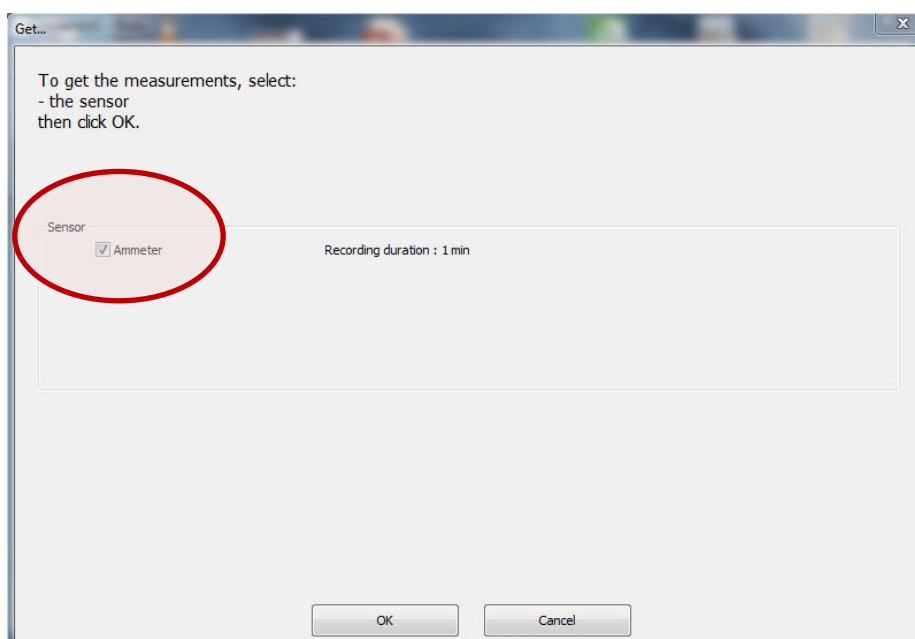 Get...
To get the measurements, select:
- the sensor
then click OK.
Sensor
Ammeter
Recording duration : 1 min
OK
Cancel